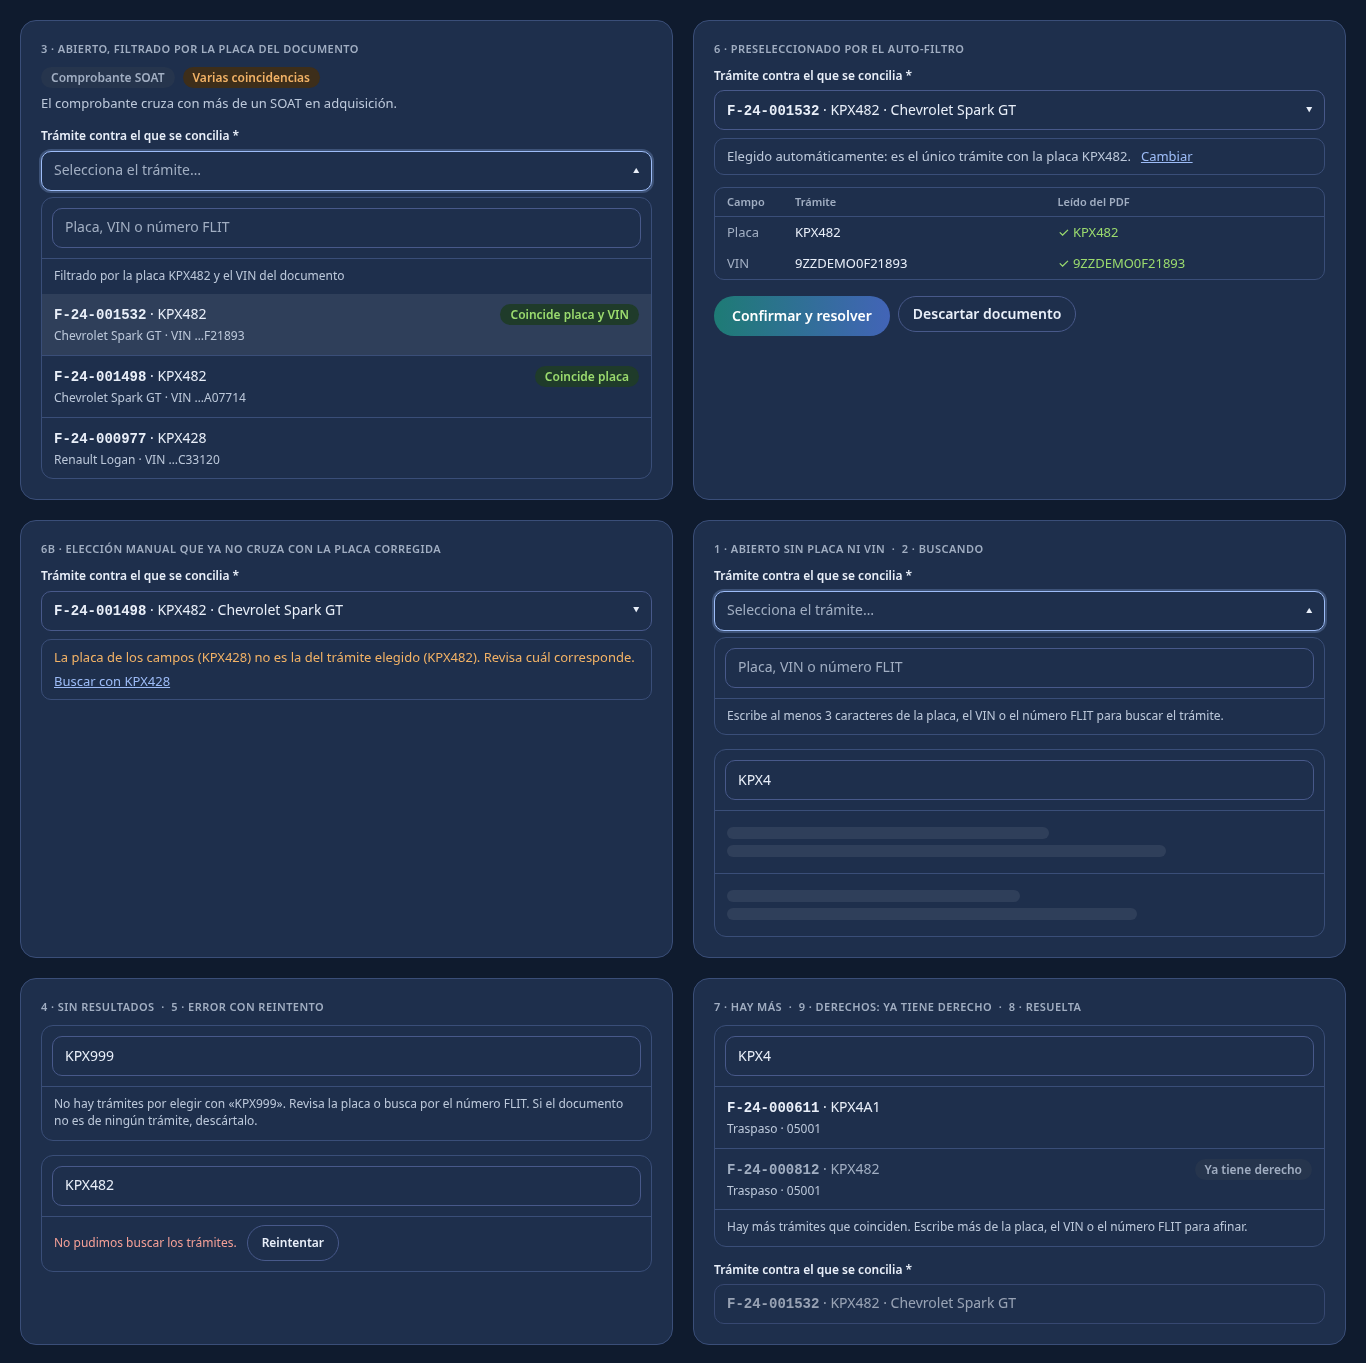 3 · ABIERTO, FILTRADO POR LA PLACA DEL DOCUMENTO
Comprobante SOAT
Varias coincidencias
El comprobante cruza con más de un SOAT en adquisición.
Trámite contra el que se concilia *
Selecciona el trámite...
Placa, VIN o número FLIT
Filtrado por la placa KPX482 y el VIN del documento
F-24-001532 · KPX482
Coincide placa y VIN
Chevrolet Spark GT · VIN ...F21893
F-24-001498 · KPX482
Coincide placa
Chevrolet Spark GT · VIN ...A07714
F-24-000977 · KPX428
Renault Logan · VIN ...C33120
6 · PRESELECCIONADO POR EL AUTO-FILTRO
Trámite contra el que se concilia *
F-24-001532 · KPX482 · Chevrolet Spark GT
Elegido automáticamente: es el único trámite con la placa KPX482. Cambiar
Campo Trámite Leído del PDF
Placa KPX482 ✓ KPX482
VIN 9ZZDEMO0F21893 ✓ 9ZZDEMO0F21893
Confirmar y resolver
Descartar documento
6B · ELECCIÓN MANUAL QUE YA NO CRUZA CON LA PLACA CORREGIDA
Trámite contra el que se concilia *
F-24-001498 · KPX482 · Chevrolet Spark GT
La placa de los campos (KPX428) no es la del trámite elegido (KPX482). Revisa cuál corresponde.
Buscar con KPX428
1 · ABIERTO SIN PLACA NI VIN · 2 · BUSCANDO
Trámite contra el que se concilia *
Selecciona el trámite...
Placa, VIN o número FLIT
Escribe al menos 3 caracteres de la placa, el VIN o el número FLIT para buscar el trámite.
KPX4
4 · SIN RESULTADOS · 5 · ERROR CON REINTENTO
KPX999
No hay trámites por elegir con «KPX999». Revisa la placa o busca por el número FLIT. Si el documento
no es de ningún trámite, descártalo.
KPX482
No pudimos buscar los trámites.
Reintentar
7 · HAY MÁS · 9 · DERECHOS: YA TIENE DERECHO · 8 · RESUELTA
KPX4
F-24-000611 · KPX4A1
Traspaso · 05001
F-24-000812 · KPX482
Ya tiene derecho
Traspaso · 05001
Hay más trámites que coinciden. Escribe más de la placa, el VIN o el número FLIT para afinar.
Trámite contra el que se concilia *
F-24-001532 · KPX482 · Chevrolet Spark GT